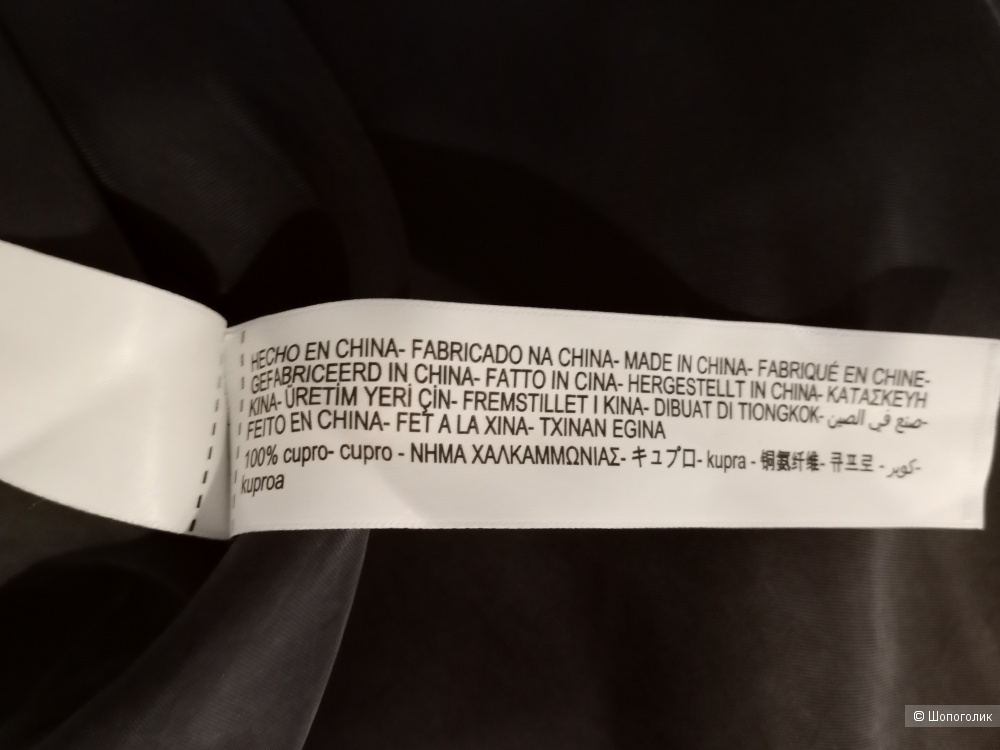 HECHO EN CHINA- FABRICADO NA CHINA- MADE IN CHINA- FABRIQUÉ EN CHINE-
GEFABRICEERD IN CHINA- FATTO IN CINA- HERGESTELLT IN CHINA- ΚΑΤΑΣΚΕΥΗ
KINA- ÜRETİM YERİ ÇİN- FREMSTILLET I KINA- DIBUAT DI TIONGKOK- صنع في الصين-
FEITO EN CHINA- FET A LA XINA- TXINAN EGINA
100% cupro- cupro - ΝΗΜΑ ΧΑΛΚΑΜΜΩΝΙΑΣ- キュプロ- kupra - 铜氨纤维- 큐프로 - كوبر-
kuproa
© Шопоголик